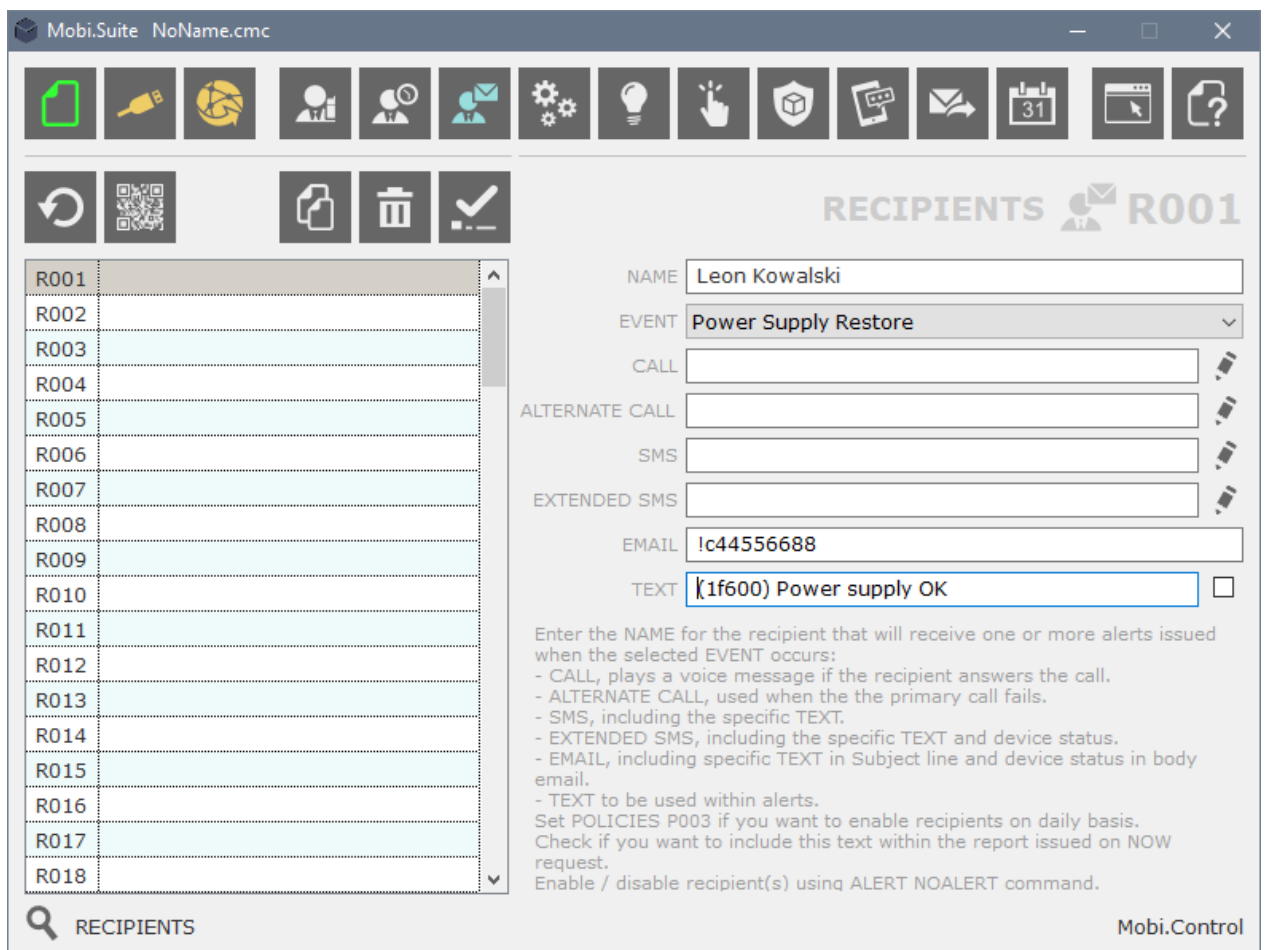 Mobi.Suite NoName.cmc
31
RECIPIENTS R001
R001
R002
R003
R004
R005
R006
R007
R008
R009
R010
R011
R012
R013
R014
R015
R016
R017
R018
NAME Leon Kowalski
EVENT Power Supply Restore
CALL
ALTERNATE CALL
SMS
EXTENDED SMS
EMAIL !c44556688
TEXT (1f600) Power supply OK
Enter the NAME for the recipient that will receive one or more alerts issued
when the selected EVENT occurs:
- CALL, plays a voice message if the recipient answers the call.
- ALTERNATE CALL, used when the the primary call fails.
- SMS, including the specific TEXT.
- EXTENDED SMS, including the specific TEXT and device status.
- EMAIL, including specific TEXT in Subject line and device status in body
email.
- TEXT to be used within alerts.
Set POLICIES P003 if you want to enable recipients on daily basis.
Check if you want to include this text within the report issued on NOW
request.
Enable / disable recipient(s) using ALERT NOALERT command.
RECIPIENTS
Mobi.Control